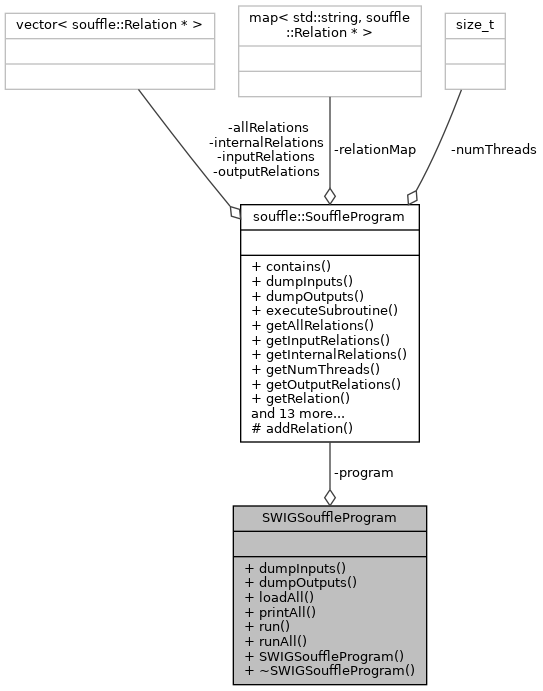 vector< souffle::Relation * >
map< std::string, souffle
::Relation * >
size_t
-allRelations
-internalRelations
-inputRelations
-outputRelations
-relationMap
-numThreads
souffle::SouffleProgram
+ contains()
+ dumpInputs()
+ dumpOutputs()
+ executeSubroutine()
+ getAllRelations()
+ getInputRelations()
+ getInternalRelations()
+ getNumThreads()
+ getOutputRelations()
+ getRelation()
and 13 more...
# addRelation()
-program
SWIGSouffleProgram
+ dumpInputs()
+ dumpOutputs()
+ loadAll()
+ printAll()
+ run()
+ runAll()
+ SWIGSouffleProgram()
+ ~SWIGSouffleProgram()